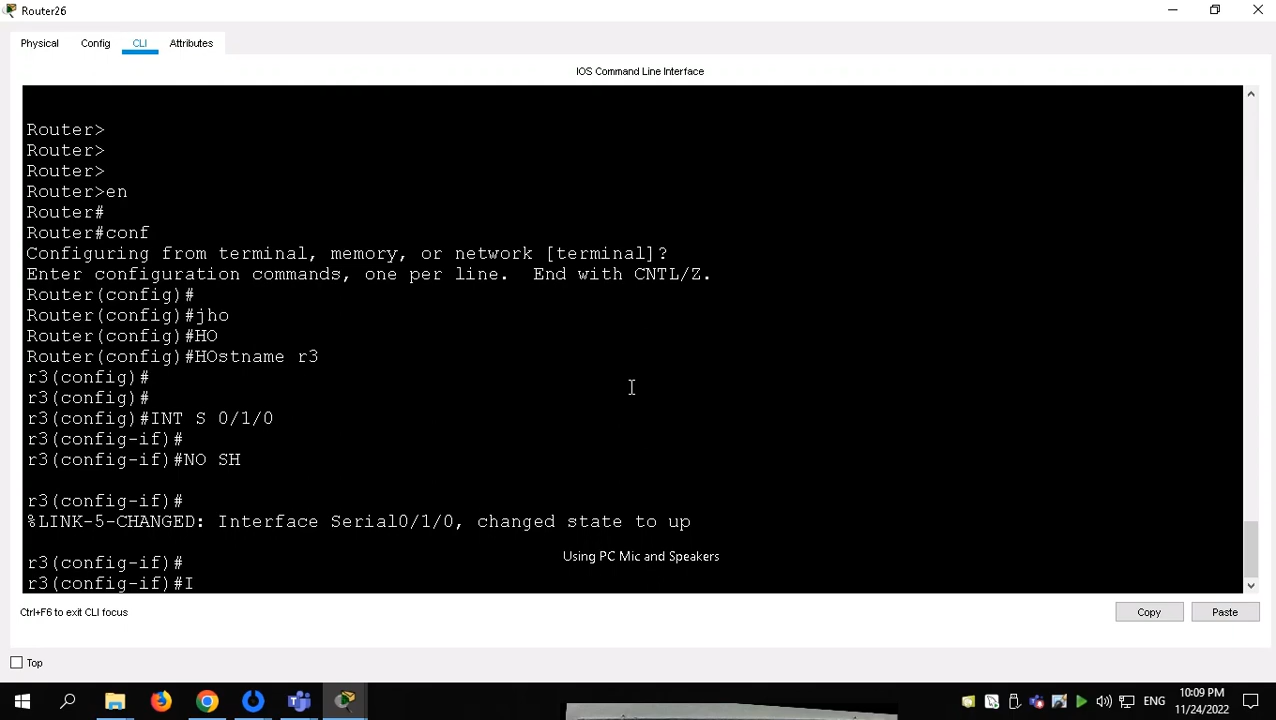 Router26
Physical
Config
CLI
Attributes
IOS Command Line Interface
Router>
Router>
Router>
Router>en
Router#
Router#conf
Configuring from terminal, memory, or network [terminal]?
Enter configuration commands, one per line.  End with CNTL/Z.
Router(config)#
Router(config)#jho
Router(config)#HO
Router(config)#HOstname r3
r3(config)#
r3(config)#
r3(config)#INT S 0/1/0
r3(config-if)#
r3(config-if)#NO SH
r3(config-if)#
%LINK-5-CHANGED: Interface Serial0/1/0, changed state to up
Using PC Mic and Speakers
r3(config-if)#
r3(config-if)#I
Ctrl+F6 to exit CLI focus
Copy
Paste
Top
ENG
10:09 PM
11/24/2022